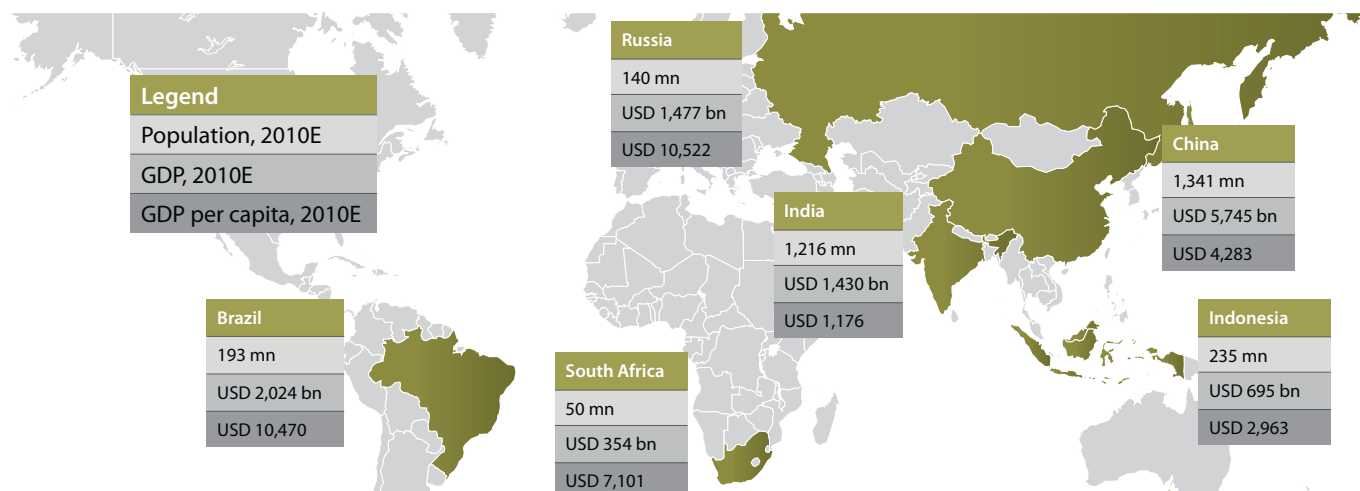 Legend
Population, 2010E
GDP, 2010E
GDP per capita, 2010E
Russia
140 mn
USD 1,477 bn
USD 10,522
China
1,341 mn
USD 5,745 bn
USD 4,283
India
1,216 mn
USD 1,430 bn
USD 1,176
Brazil
193 mn
USD 2,024 bn
USD 10,470
South Africa
50 mn
USD 354 bn
USD 7,101
Indonesia
235 mn
USD 695 bn
USD 2,963